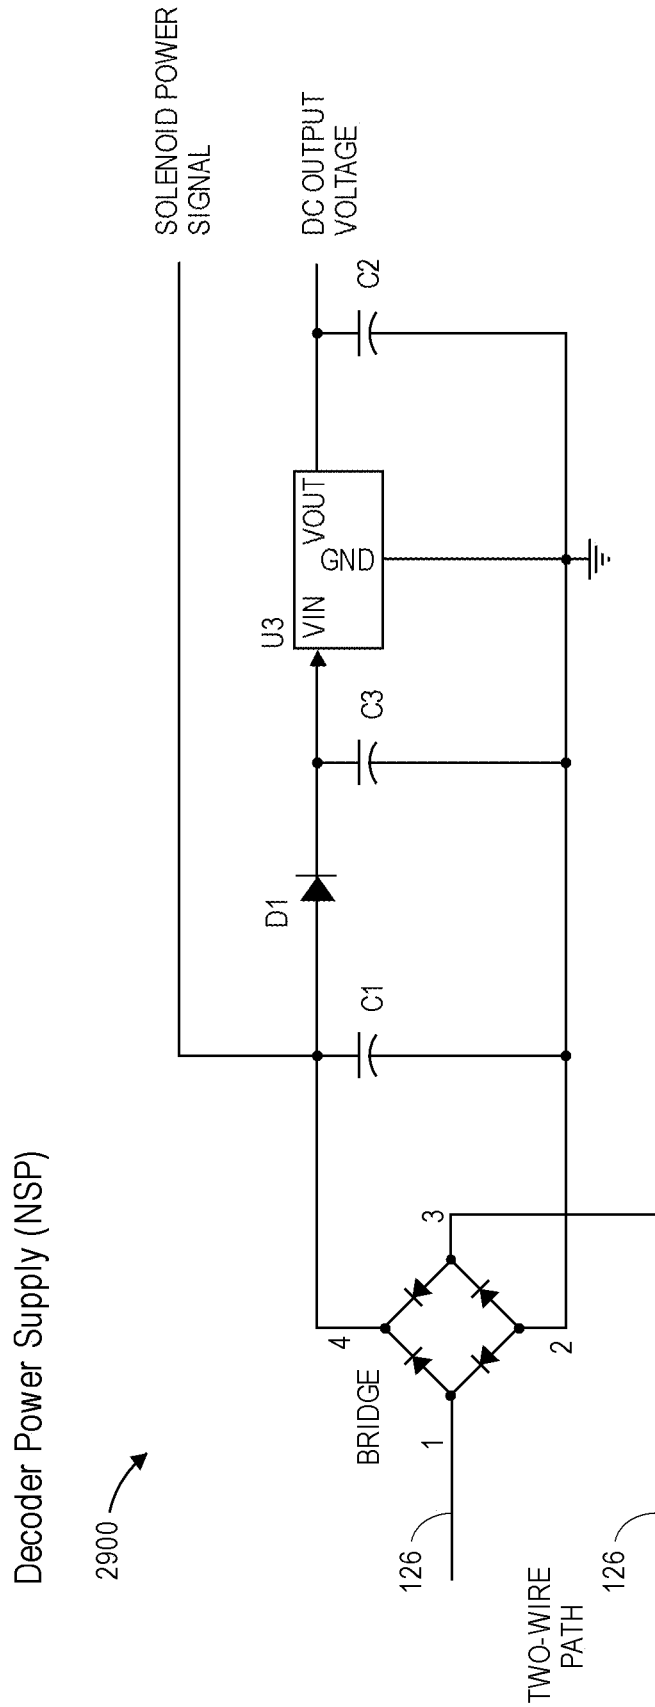 Decoder Power Supply (NSP)
2900
SOLENOID POWER
SIGNAL
DC OUTPUT
VOLTAGE
D1
U3
VIN
VOUT
GND
C1
C3
C2
BRIDGE
4
1
3
2
126
TWO-WIRE
PATH
126